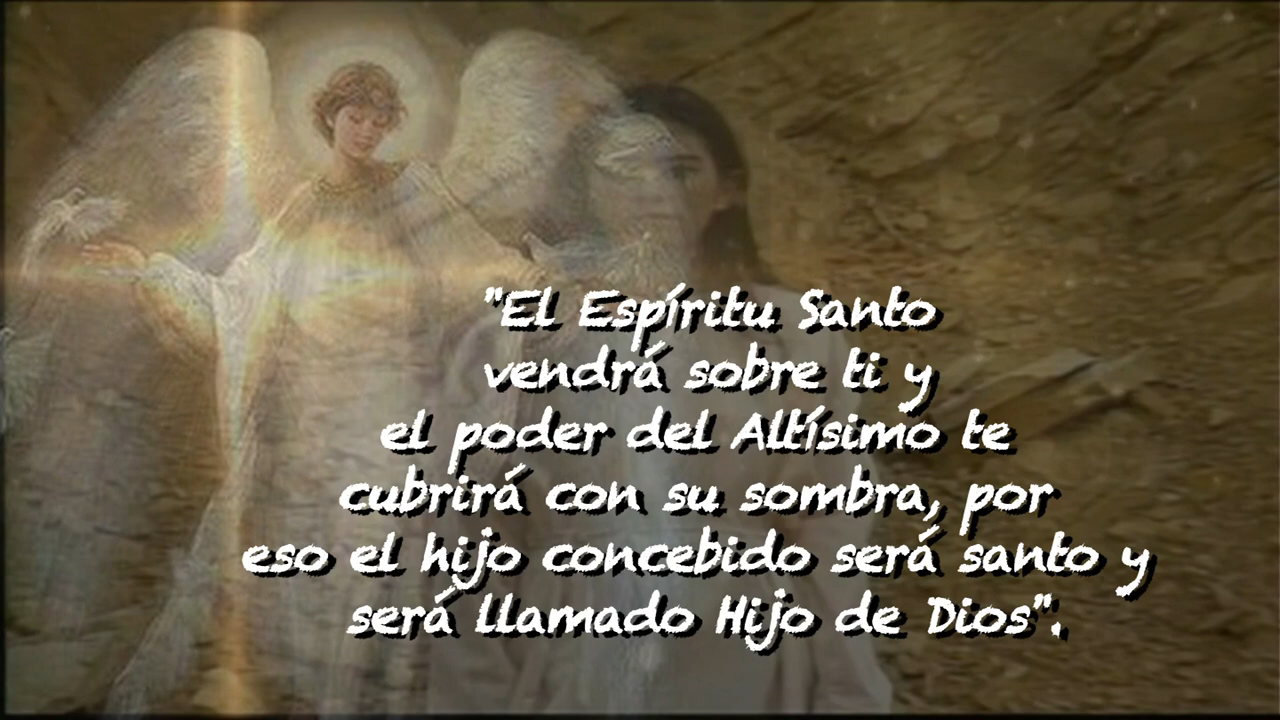 "El Espíritu Santo
vendrá sobre ti y
el poder del Altísimo te
cubrirá con su sombra, por
eso el hijo concebido será santo y
será llamado Hijo de Dios".